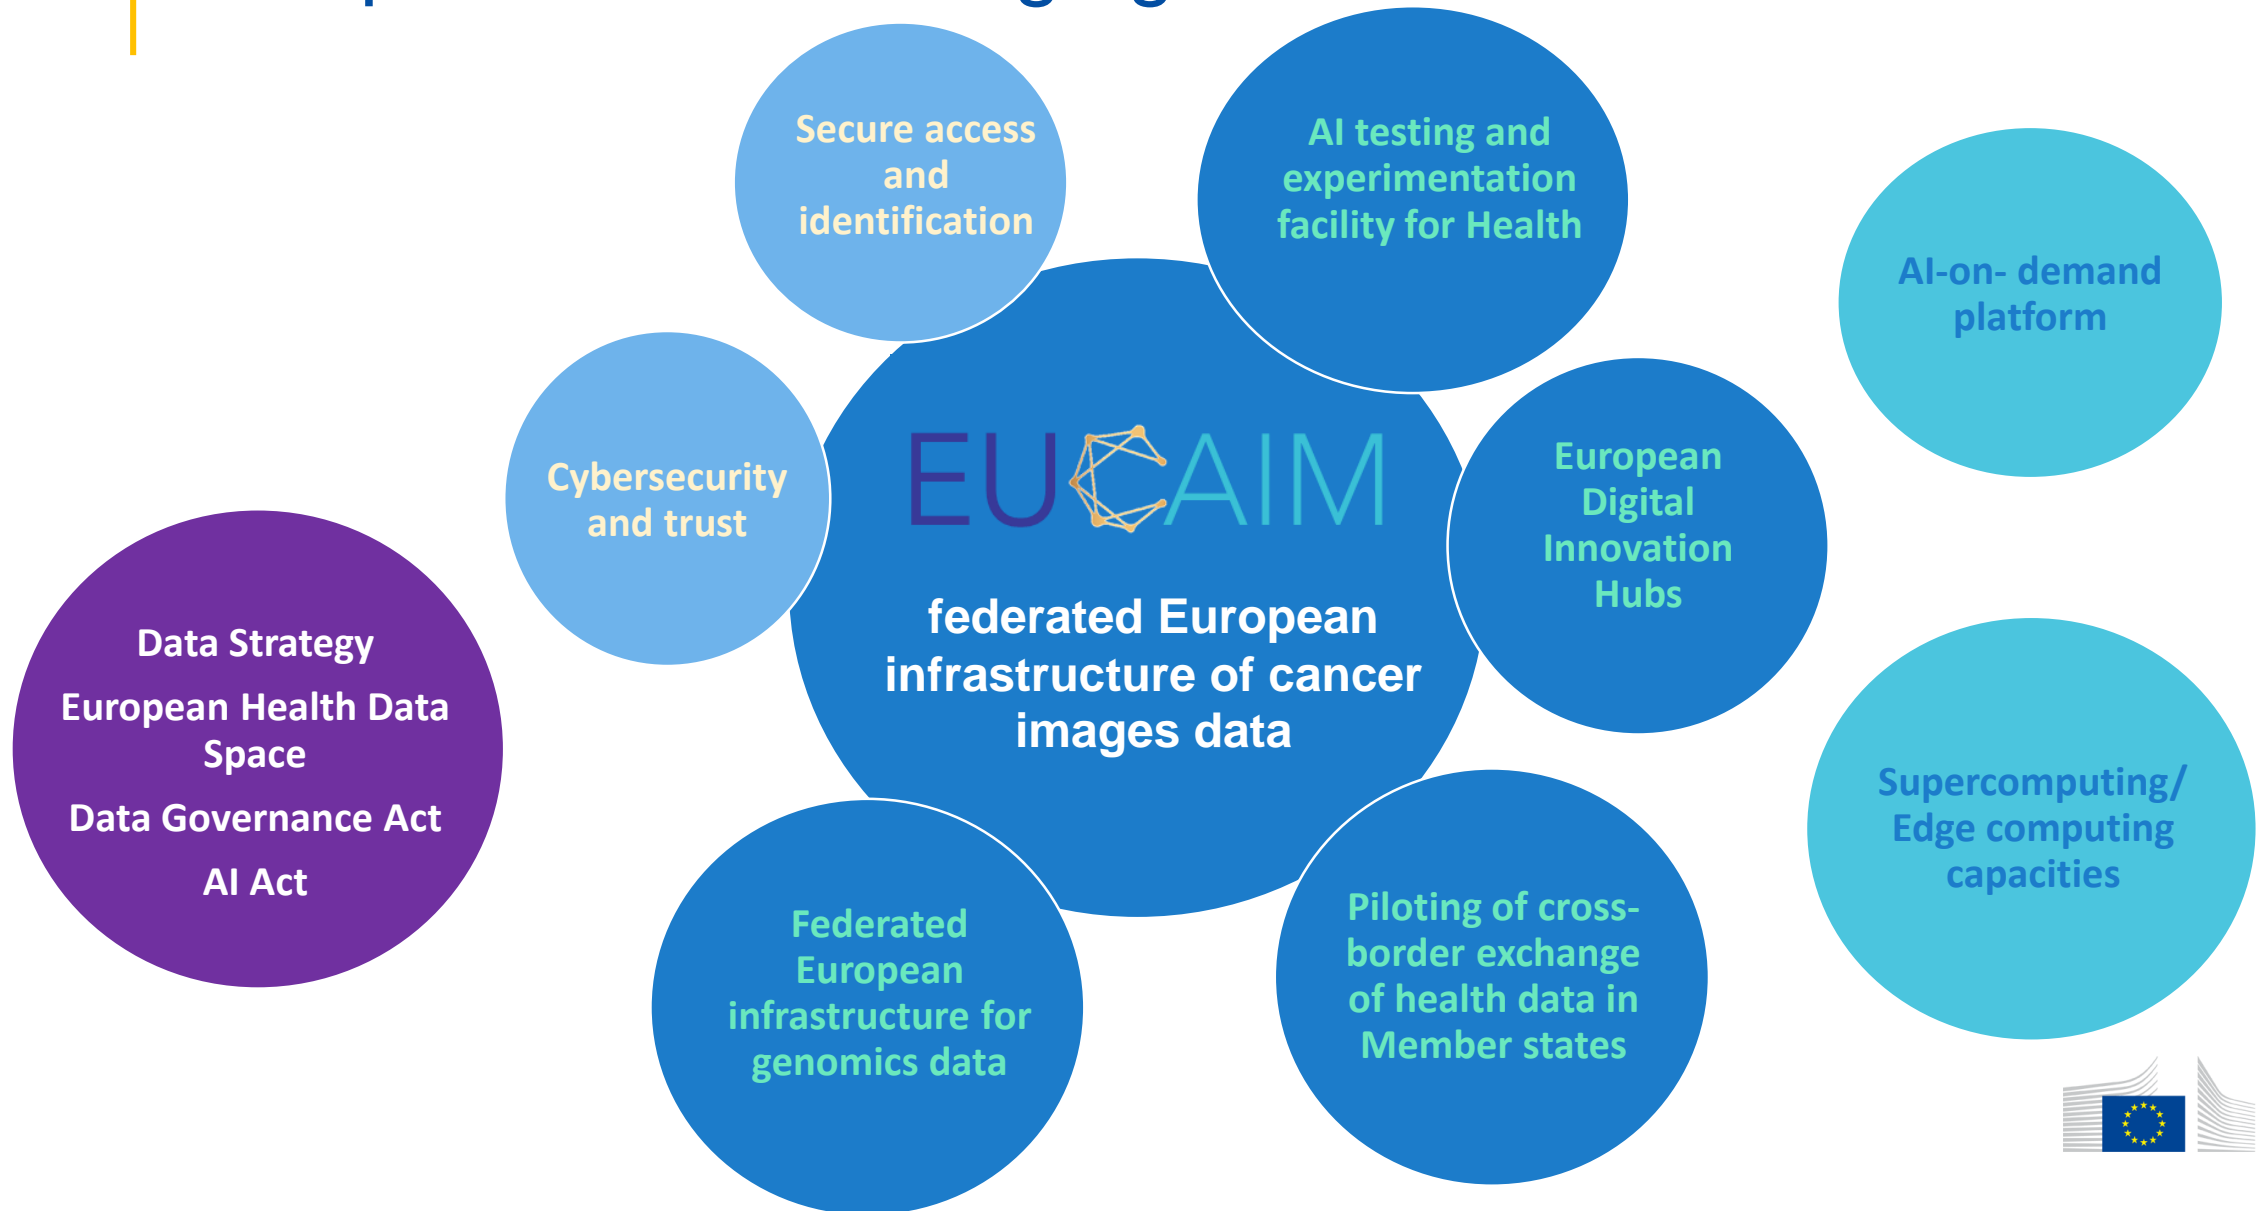 Secure access
and
identification
AI testing and
experimentation
facility for Health
AI-on- demand
platform
Cybersecurity
and trust
EUCAIM
federated European
infrastructure of cancer
images data
European
Digital
Innovation
Hubs
Data Strategy
European Health Data
Space
Data Governance Act
AI Act
Supercomputing/
Edge computing
capacities
Federated
European
infrastructure for
genomics data
Piloting of cross-
border exchange
of health data in
Member states